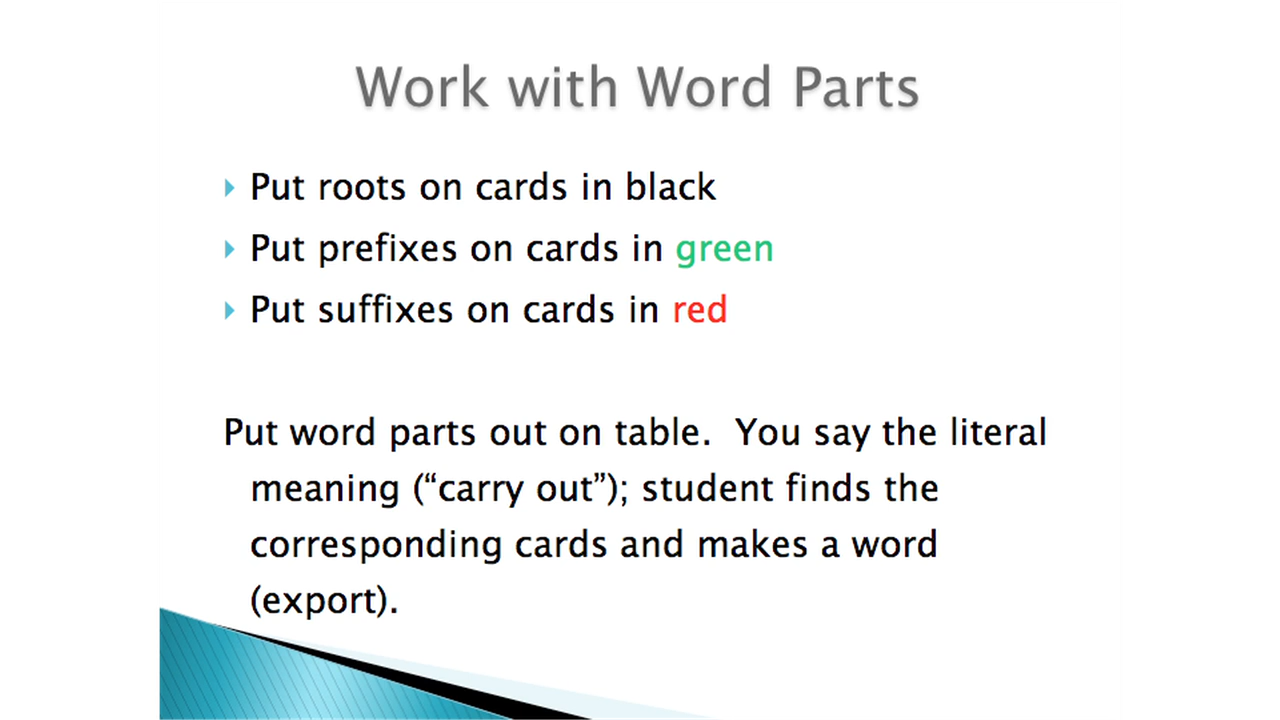 Work with Word Parts
Put roots on cards in black
Put prefixes on cards in green
Put suffixes on cards in red
Put word parts out on table.  You say the literal
meaning (“carry out”); student finds the
corresponding cards and makes a word
(export).